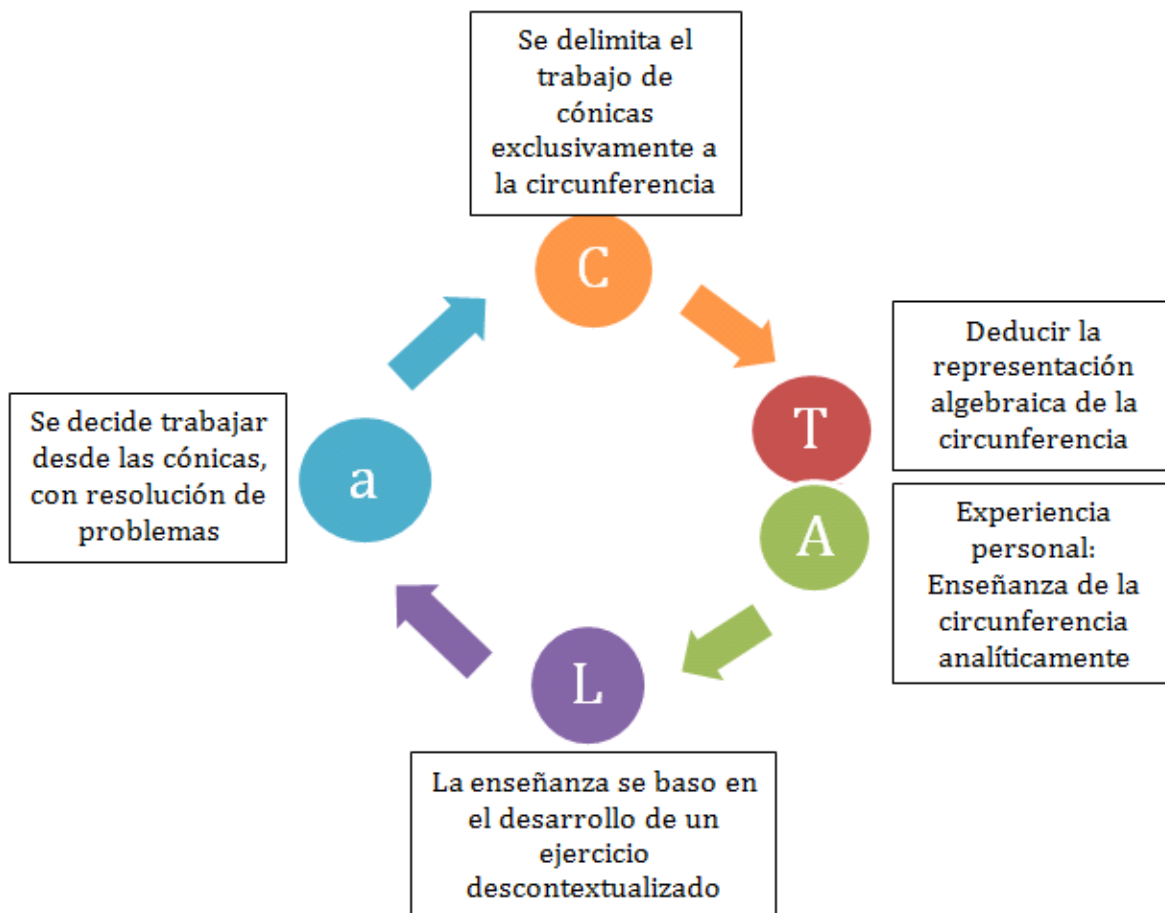 Se delimita el
trabajo de
cónicas
exclusivamente a
la circunferencia
C
Deducir la
representación
algebraica de la
circunferencia
T
Se decide trabajar
desde las cónicas,
con resolución de
problemas
a
A
Experiencia
personal:
Enseñanza de la
circunferencia
analíticamente
L
La enseñanza se baso en
el desarrollo de un
ejercicio
descontextualizado